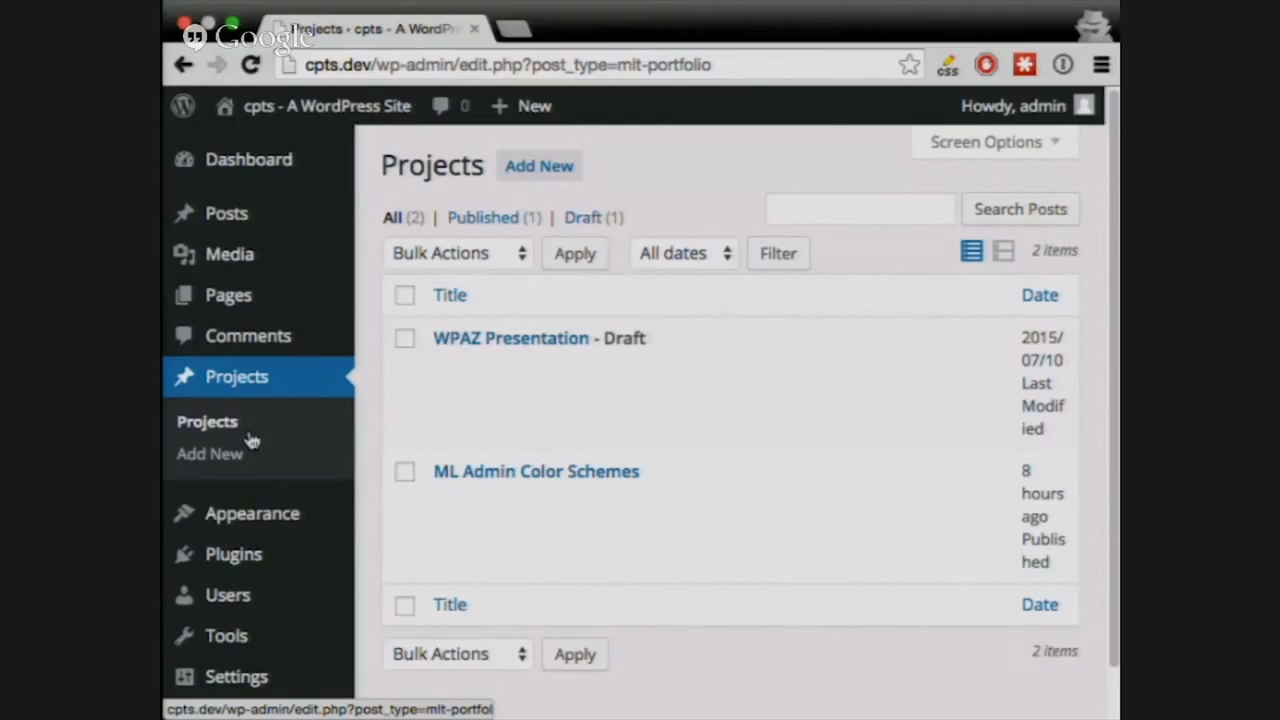 Projects · cpts - A WordPr
Google
cpts.dev/wp-admin/edit.php?post_type=mlt-portfolio
css
cpts - A WordPress Site 0 New
Howdy, admin
Dashboard
Posts
Media
Pages
Comments
Projects
Projects
Add New
Appearance
Plugins
Users
Tools
Settings
Screen Options
Projects Add New
All (2) | Published (1) | Draft (1)
Search Posts
Bulk Actions Apply All dates Filter 2 items
Title Date
WPAZ Presentation - Draft
2015/
07/10
Last
Modif
ied
ML Admin Color Schemes
8
hours
ago
Publis
hed
Title Date
Bulk Actions Apply 2 items
cpts.dev/wp-admin/edit.php?post_type=mlt-portfol